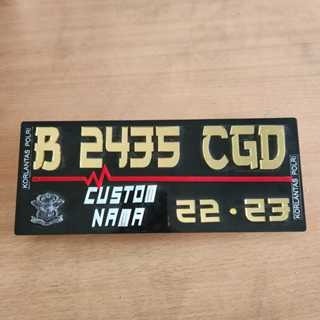 B 2435 CGD
KORLANTAS POLRI
CUSTOM
NAMA
22 · 23
KORLANTAS POLRI